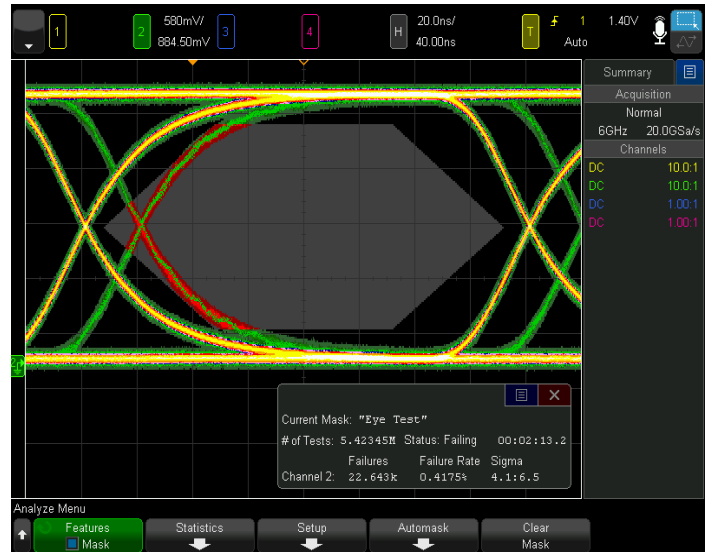 1
2
580mV/
884.50mV
3
4
H
20.0ns/
40.00ns
T
1
1.40V
Auto
Summary
Acquisition
Normal
6GHz 20.0GSa/s
Channels
DC 10.0:1
DC 10.0:1
DC 1.00:1
DC 1.00:1
Current Mask: "Eye Test"
# of Tests: 5.42345M Status: Failing 00:02:13.2
Failures Failure Rate Sigma
Channel 2: 22.643k 0.4175% 4.1:6.5
Analyze Menu
Features
Mask
Statistics
Setup
Automask
Clear
Mask